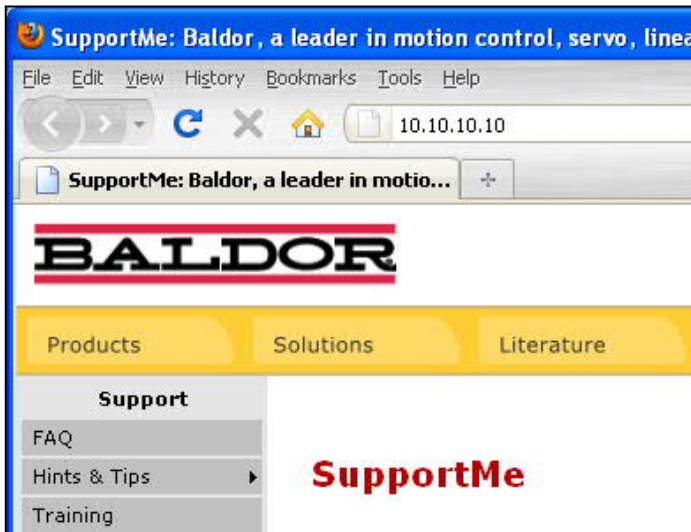 SupportMe: Baldor, a leader in motion control, servo, linea
File Edit View History Bookmarks Tools Help
10.10.10.10
SupportMe: Baldor, a leader in motio...
BALDOR
Products Solutions Literature
Support
FAQ
Hints & Tips
Training
SupportMe